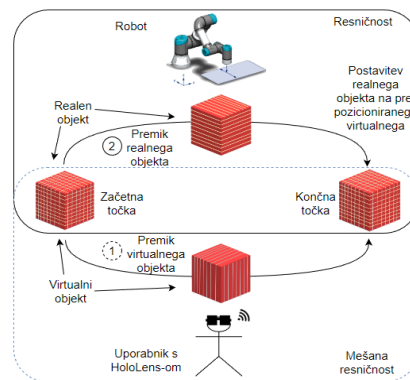 Robot
Resničnost
Realen
objekt
Postavitev
realnega
objekta na pre
pozicioniranega
virtualnega
2
Premik
realnega
objekta
Začetna
točka
Končna
točka
1
Premik
virtualnega
objekta
Virtualni
objekt
Uporabnik s
HoloLens-om
Mešana
resničnost